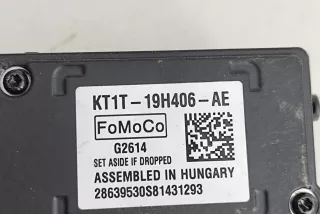 KT1T-19H406-AE
FoMoCo
G2614
SET ASIDE IF DROPPED
ASSEMBLED IN HUNGARY
28639530S81431293